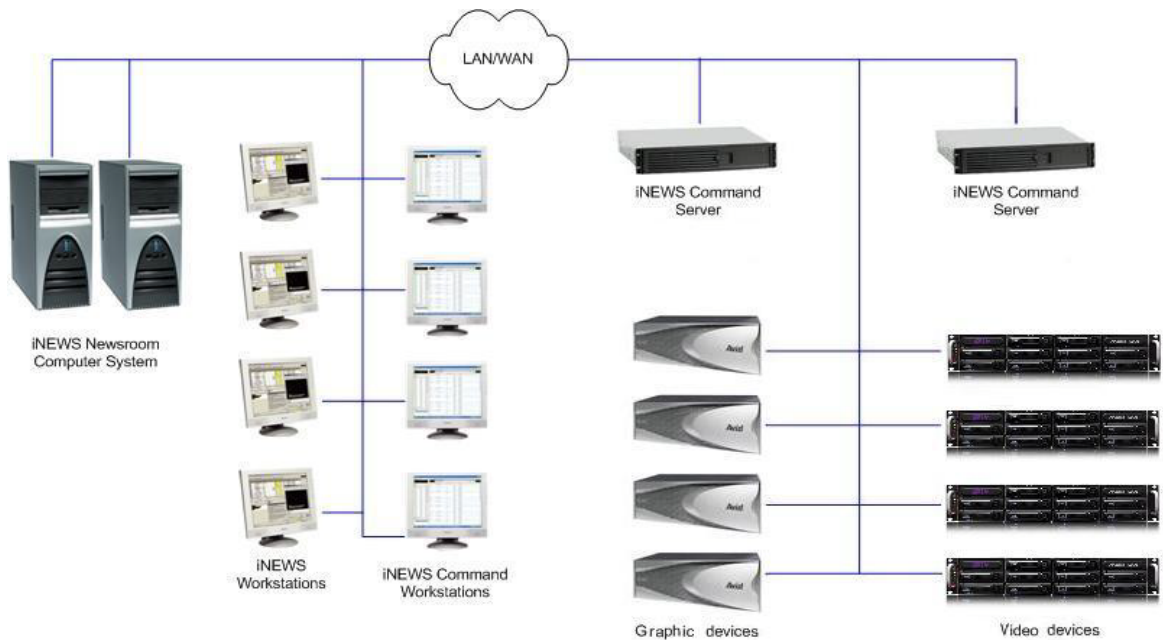 LAN/WAN
iNEWS Newsroom
Computer System
iNEWS
Workstations
iNEWS Command
Workstations
iNEWS Command
Server
iNEWS Command
Server
Avid
Avid
Avid
Avid
Graphic devices
Video devices